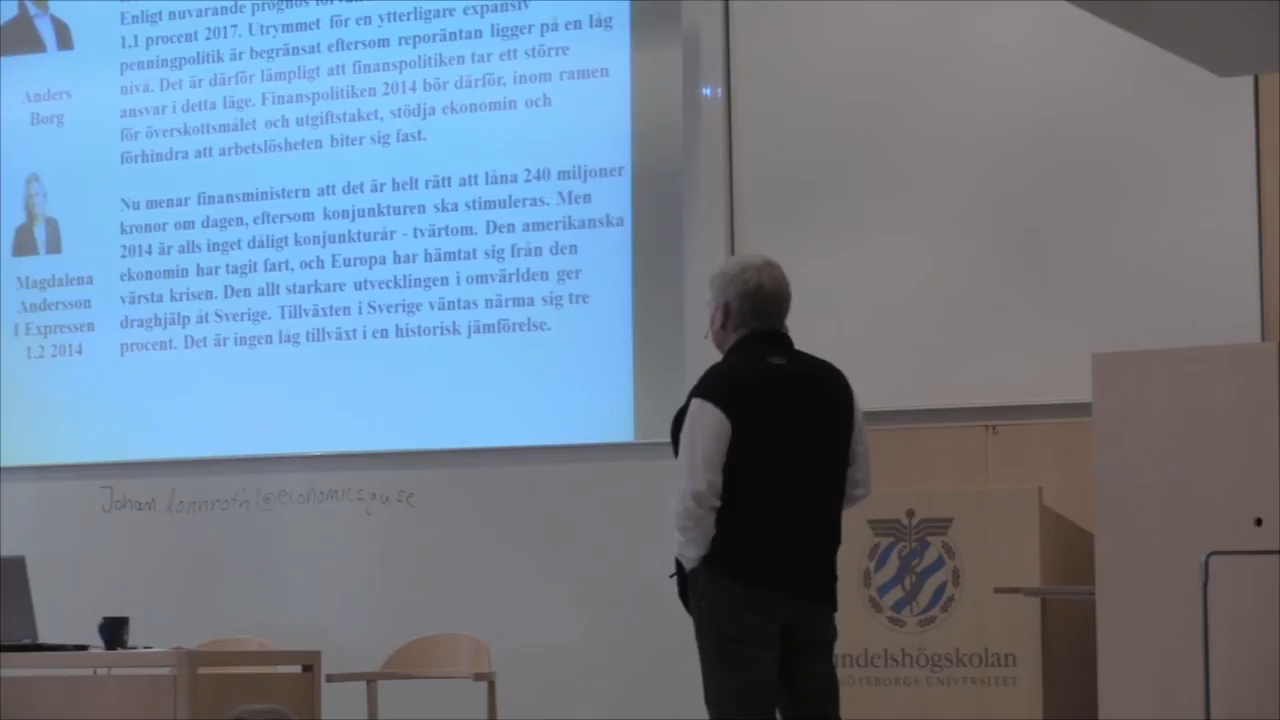 Enligt nuvarande prognos
1,1 procent 2017. Utrymmet för en ytterligare expansiv
penningpolitik är begränsat eftersom reporäntan ligger på en låg
nivå. Det är därför lämpligt att finanspolitiken tar ett större
ansvar i detta läge. Finanspolitiken 2014 bör därför, inom ramen
för överskottsmålet och utgiftstaket, stödja ekonomin och
förhindra att arbetslösheten biter sig fast.
Anders
Borg
Nu menar finansministern att det är helt rätt att låna 240 miljoner
kronor om dagen, eftersom konjunkturen ska stimuleras. Men
2014 är alls inget dåligt konjunkturår - tvärtom. Den amerikanska
ekonomin har tagit fart, och Europa har hämtat sig från den
värsta krisen. Den allt starkare utvecklingen i omvärlden ger
draghjälp åt Sverige. Tillväxten i Sverige väntas närma sig tre
procent. Det är ingen låg tillväxt i en historisk jämförelse.
Magdalena
Andersson
I Expressen
1.2 2014
Johan.lonnroth@economics.gu.se
ndelshögskolan
GÖTEBORGS UNIVERSITET